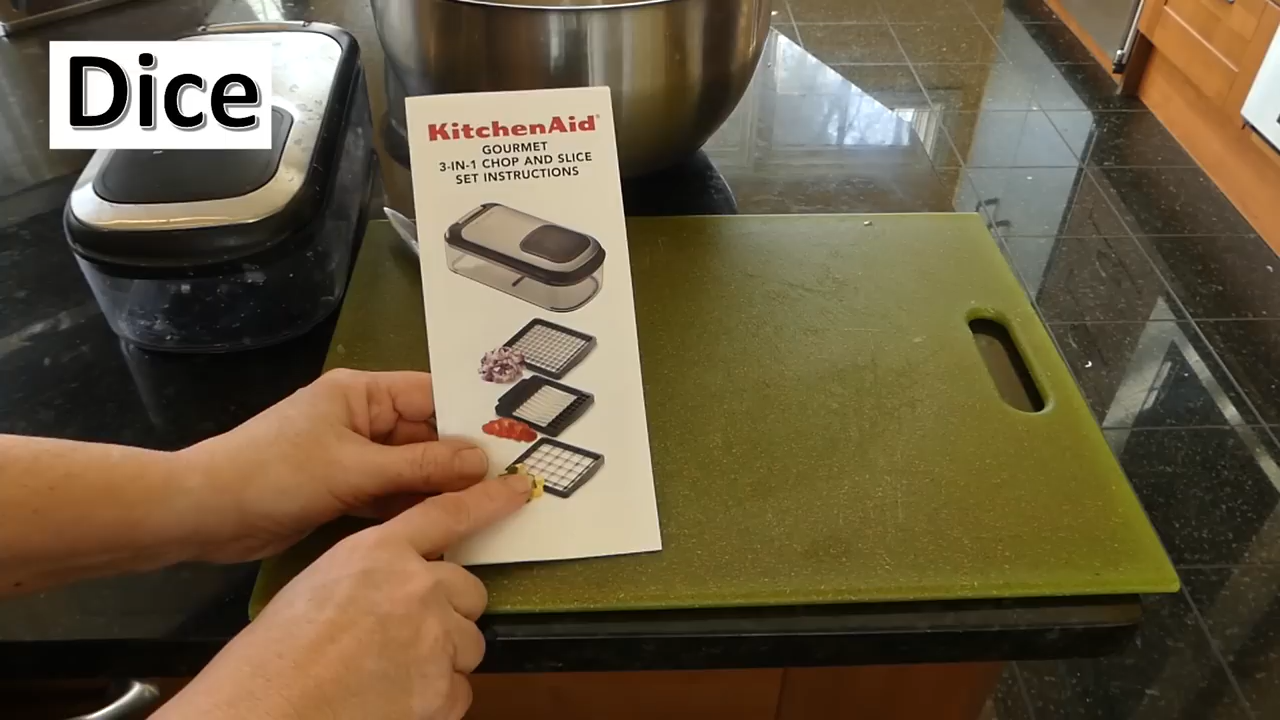 Dice
KitchenAid®
GOURMET
3-IN-1 CHOP AND SLICE
SET INSTRUCTIONS